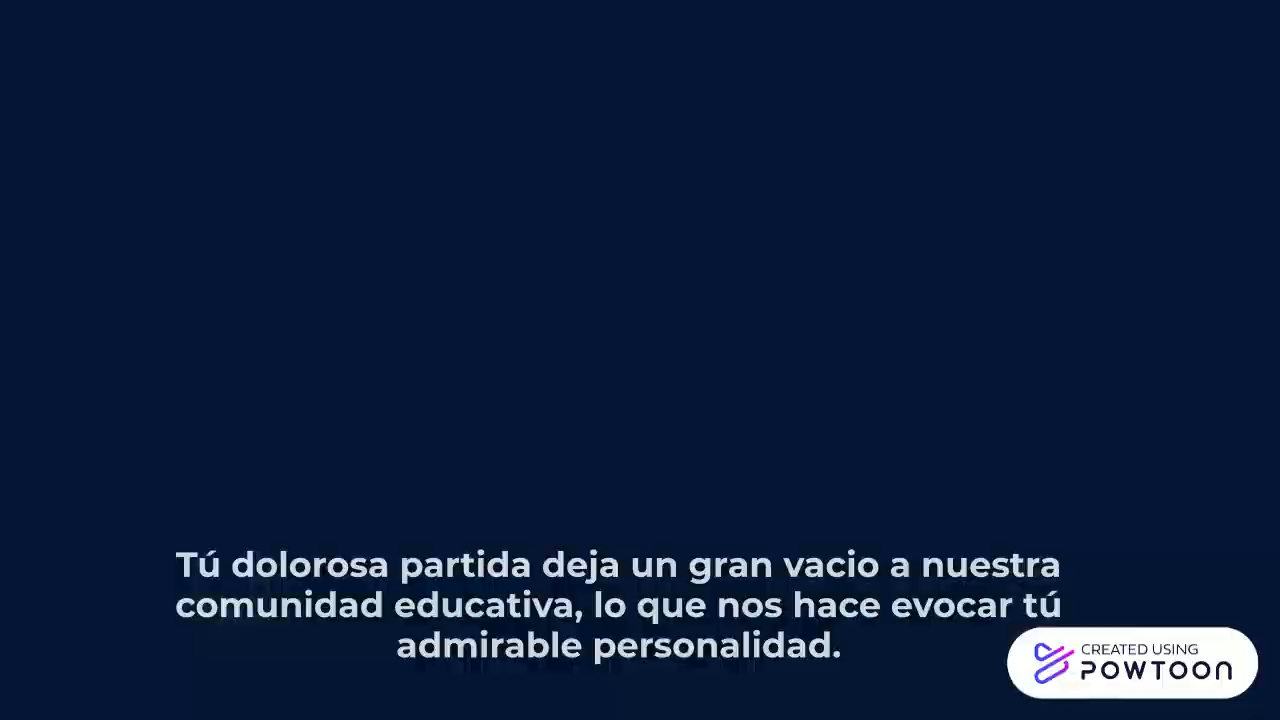 Tú dolorosa partida deja un gran vacio a nuestra
comunidad educativa, lo que nos hace evocar tú
admirable personalidad.
CREATED USING
POWTOON